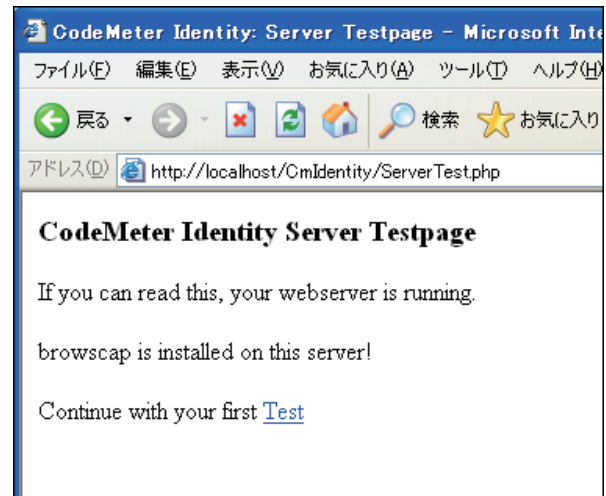 CodeMeter Identity: Server Testpage - Microsoft Inte
ファイル(F) 編集(E) 表示(V) お気に入り(A) ツール(T) ヘルプ(H)
戻る 検索 お気に入り
アドレス(D) http://localhost/CmIdentity/ServerTest.php
CodeMeter Identity Server Testpage
If you can read this, your webserver is running.
browscap is installed on this server!
Continue with your first Test